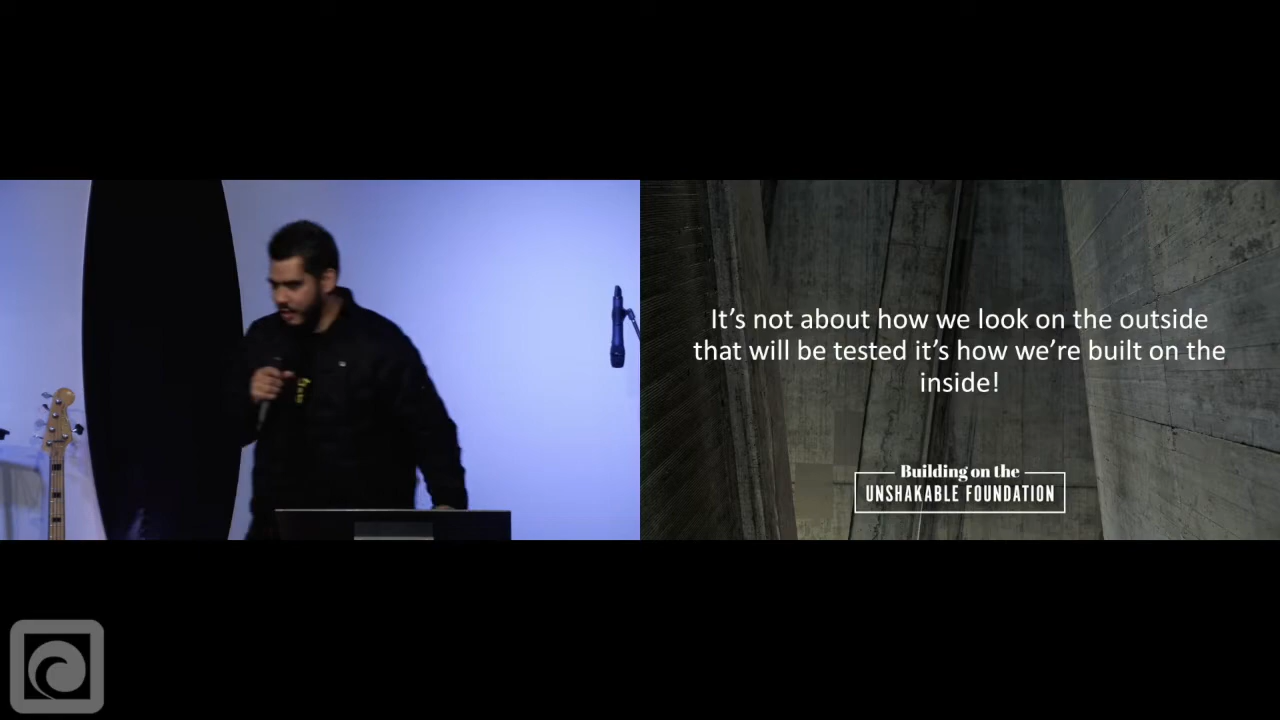 It’s not about how we look on the outside
that will be tested it’s how we’re built on the
inside!
Building on the
UNSHAKABLE FOUNDATION